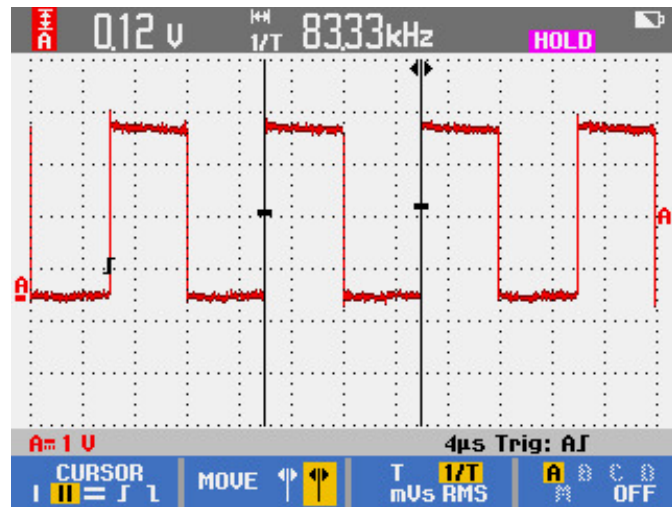 A 0.12 V 1/T 83.33kHz HOLD
A
A
A 1 V 4µs Trig: A
CURSOR MOVE T 1/T A B C D
mVs RMS M OFF